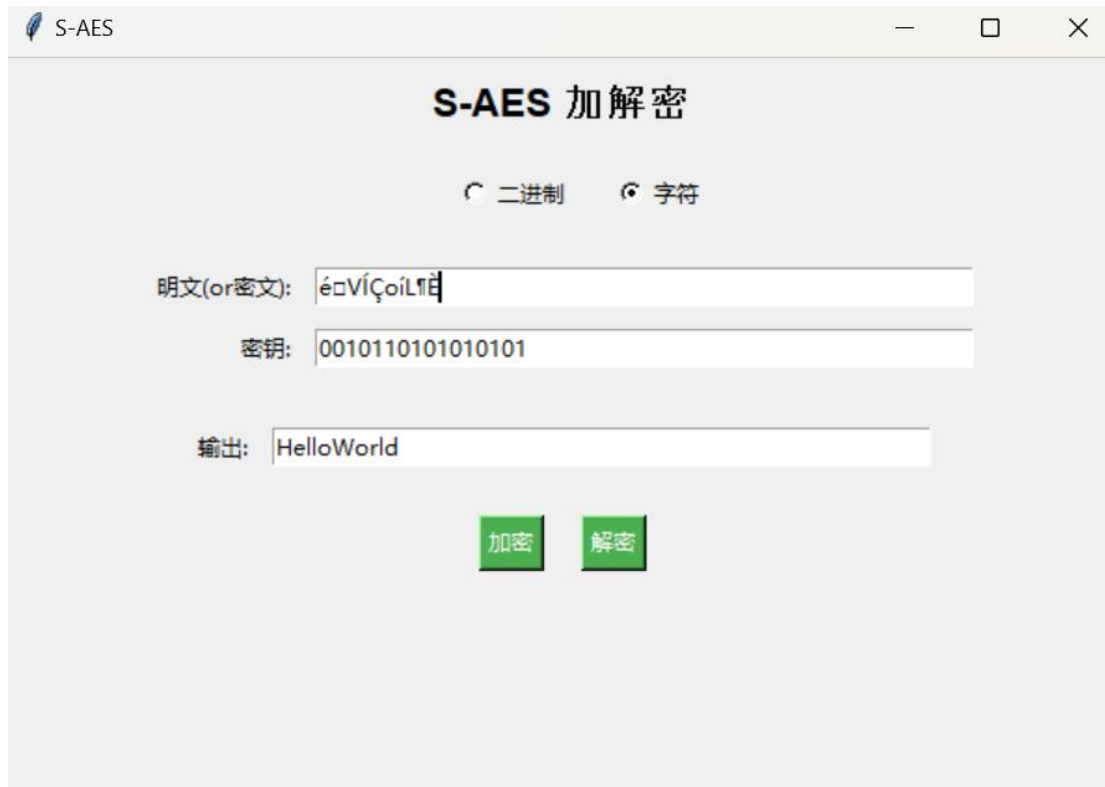 S-AES
S-AES 加解密
二进制 字符
明文(or密文): é¤VÍÇoíL¶È
密钥: 0010110101010101
输出: HelloWorld
加密 解密